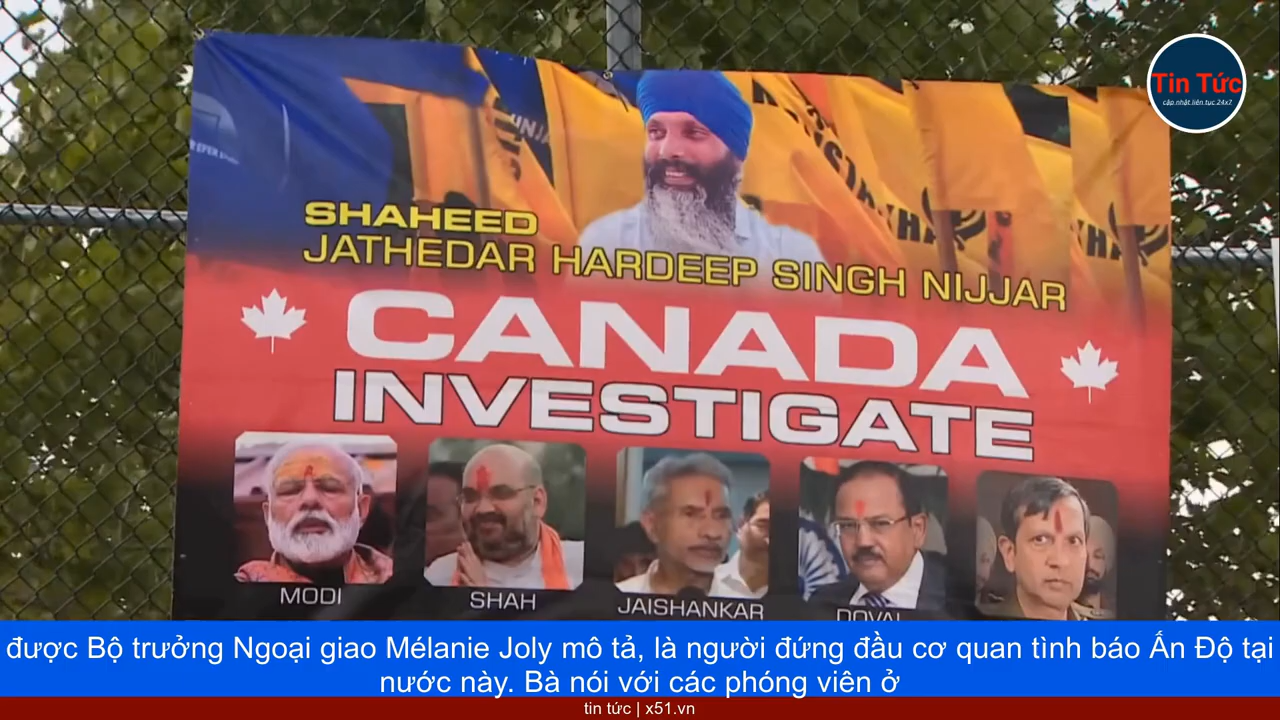 Tin Tức
cập.nhật.liên.tục.24x7
SHAHEED
JATHEDAR HARDEEP SINGH NIJJAR
CANADA
INVESTIGATE
MODI
SHAH
JAISHANKAR
DOVAL
được Bộ trưởng Ngoại giao Mélanie Joly mô tả, là người đứng đầu cơ quan tình báo Ấn Độ tại
nước này. Bà nói với các phóng viên ở
tin tức | x51.vn